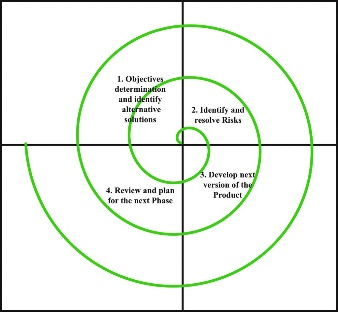 1. Objectives
determination
and identify
alternative
solutions
2. Identify and
resolve Risks
3. Develop next
version of the
Product
4. Review and plan
for the next Phase